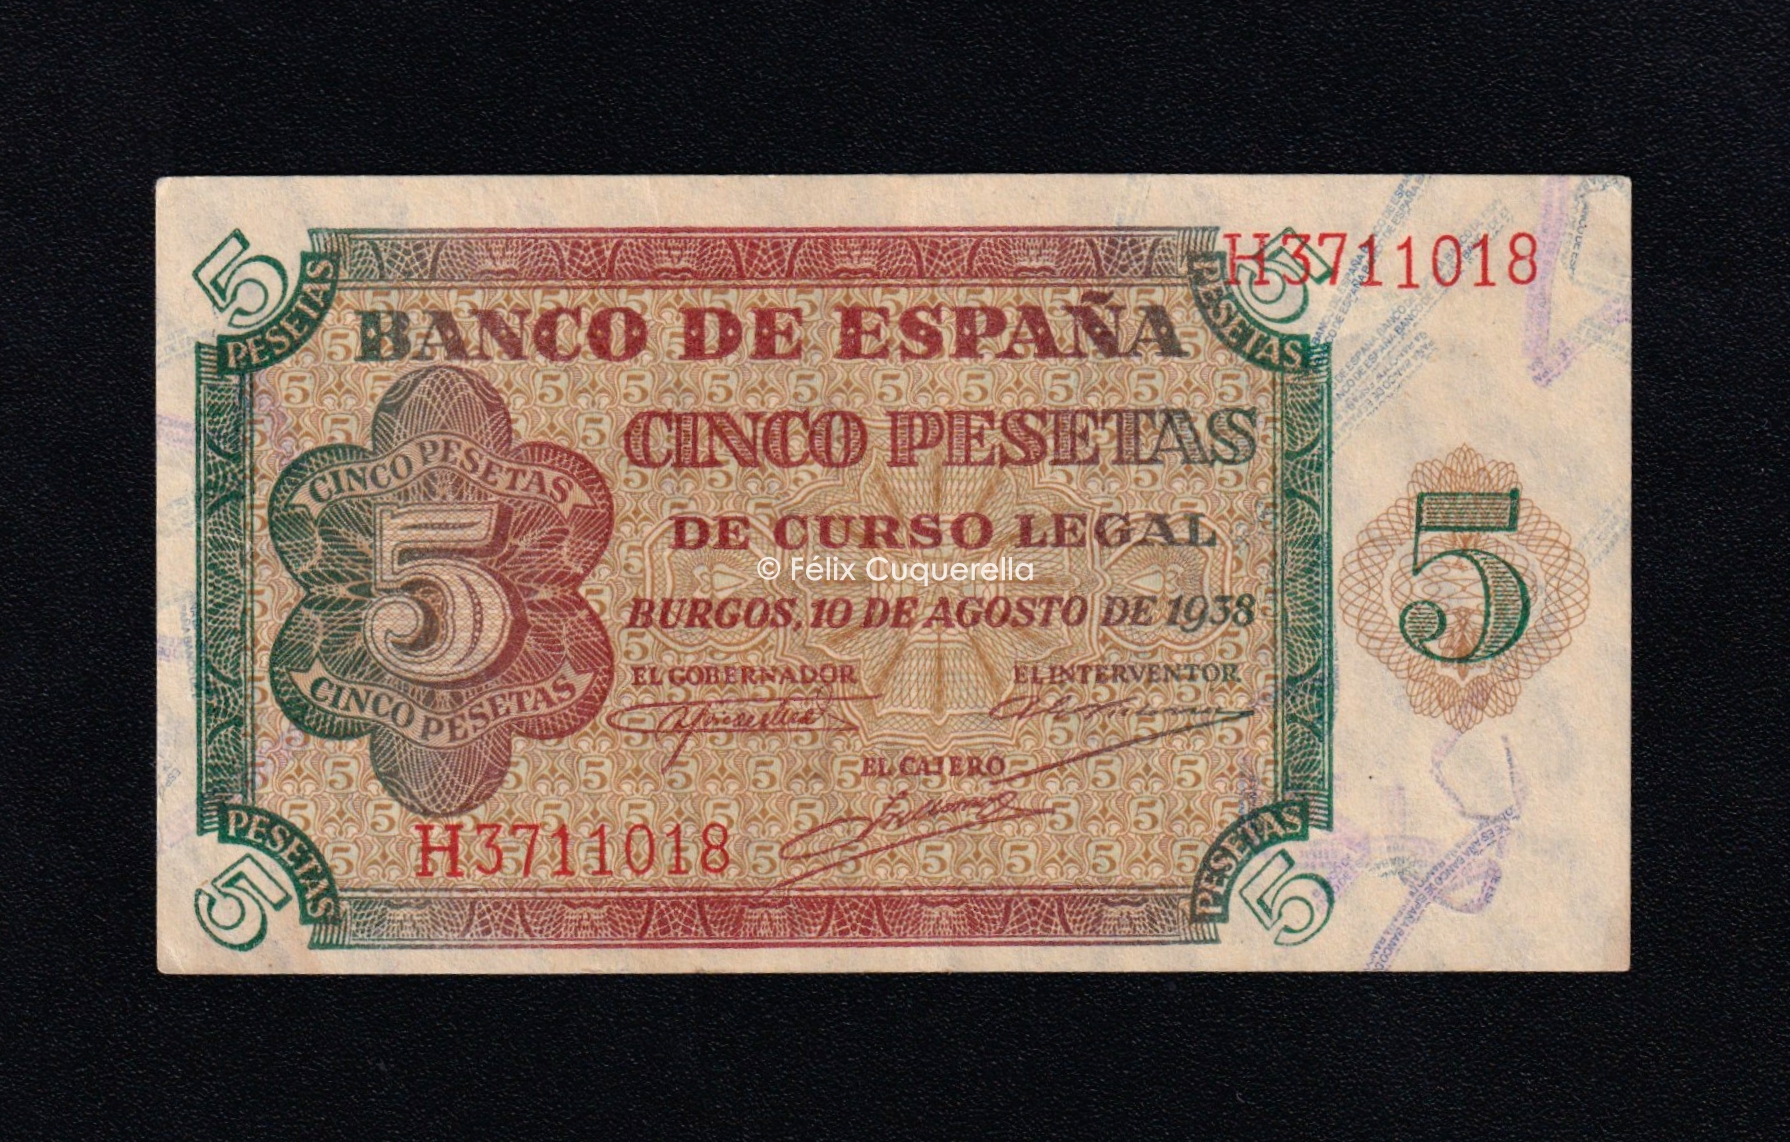 5 PESETAS
5 PESETAS
H3711018
BANCO DE ESPAÑA
CINCO PESETAS
CINCO PESETAS
5
DE CURSO LEGAL
5
© Félix Cuquerella
BURGOS, 10 DE AGOSTO DE 1938
EL GOBERNADOR
EL INTERVENTOR
CINCO PESETAS
EL CAJERO
H3711018
PESETAS 5
PESETAS 5